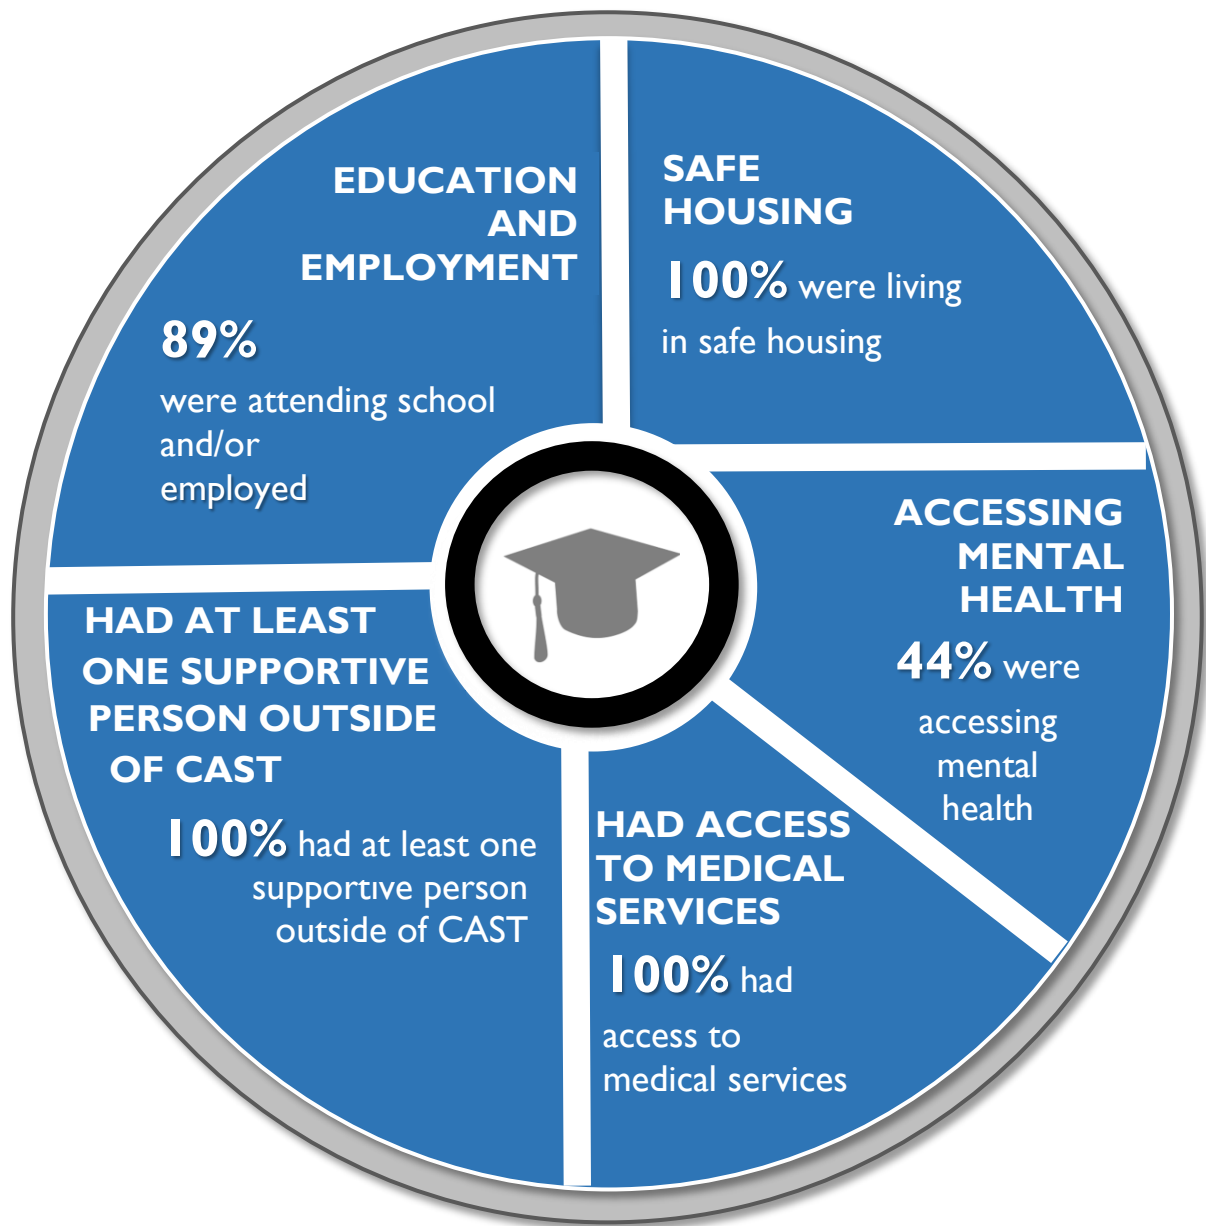 EDUCATION
AND
EMPLOYMENT
89%
were attending school
and/or
employed
SAFE
HOUSING
100% were living
in safe housing
ACCESSING
MENTAL
HEALTH
44% were
accessing
mental
health
HAD ACCESS
TO MEDICAL
SERVICES
100% had
access to
medical services
HAD AT LEAST
ONE SUPPORTIVE
PERSON OUTSIDE
OF CAST
100% had at least one
supportive person
outside of CAST